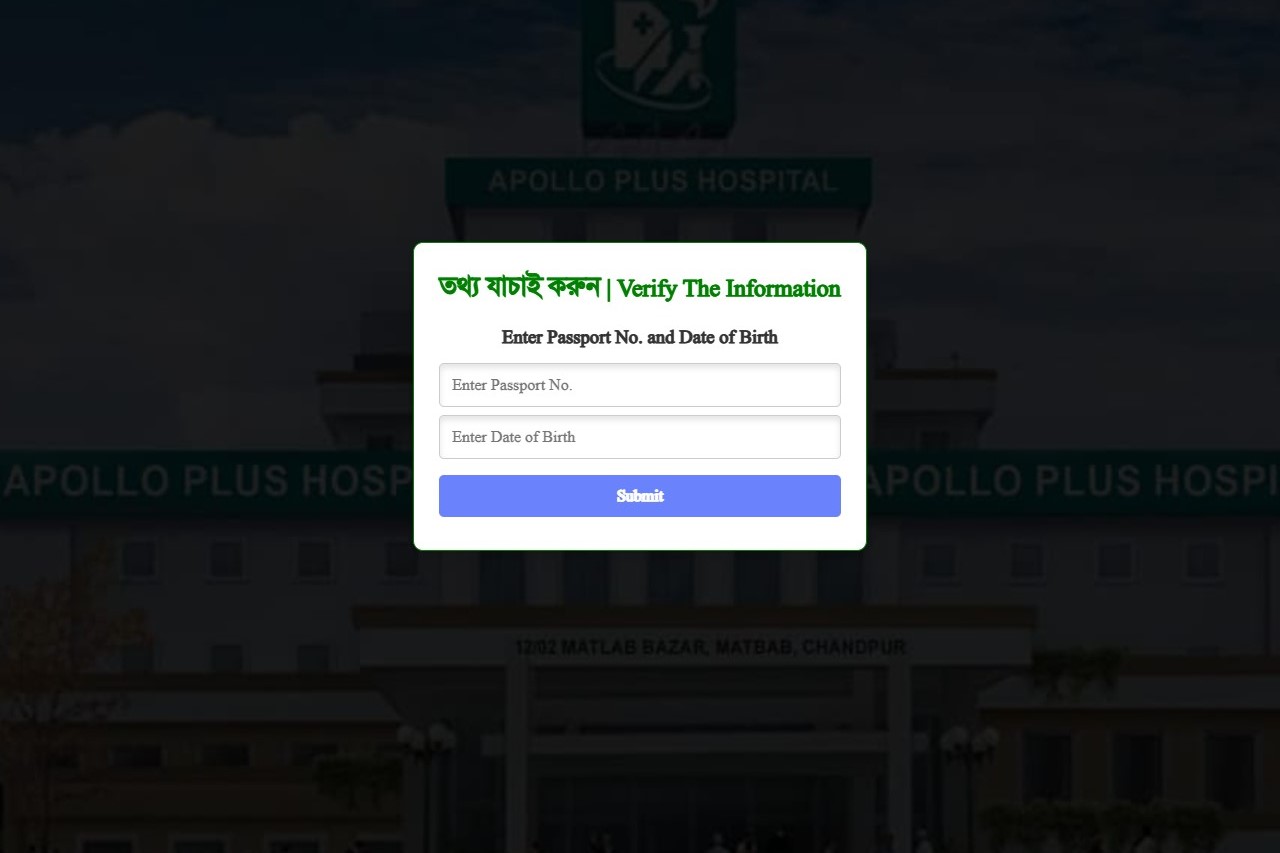 APOLLO PLUS HOSPITAL
তথ্য যাচাই করুন | Verify The Information
Enter Passport No. and Date of Birth
Enter Passport No.
Enter Date of Birth
APOLLO PLUS HOSP
APOLLO PLUS HOSPI
Submit
12/02 MATLAB BAZAR, MATBAB, CHANDPUR